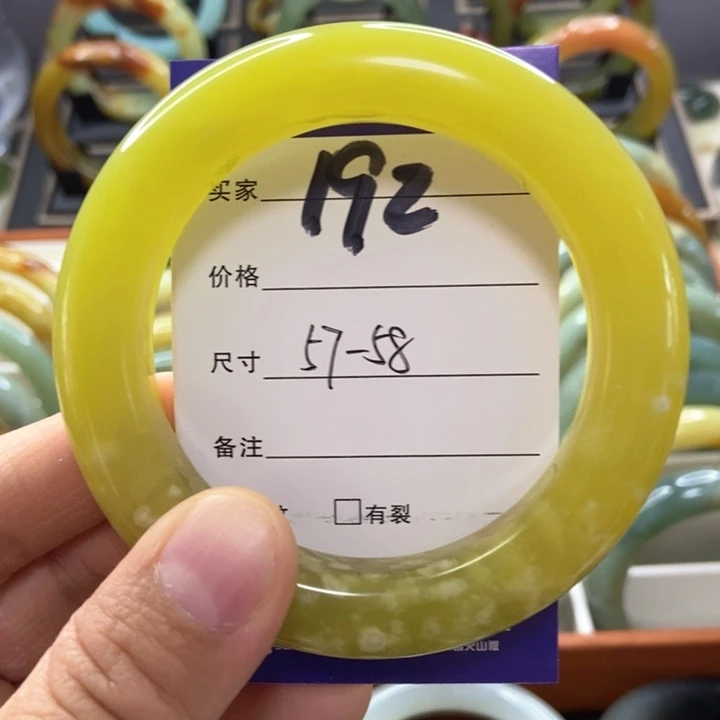 买家 192
价格
尺寸 57-58
备注
□有裂